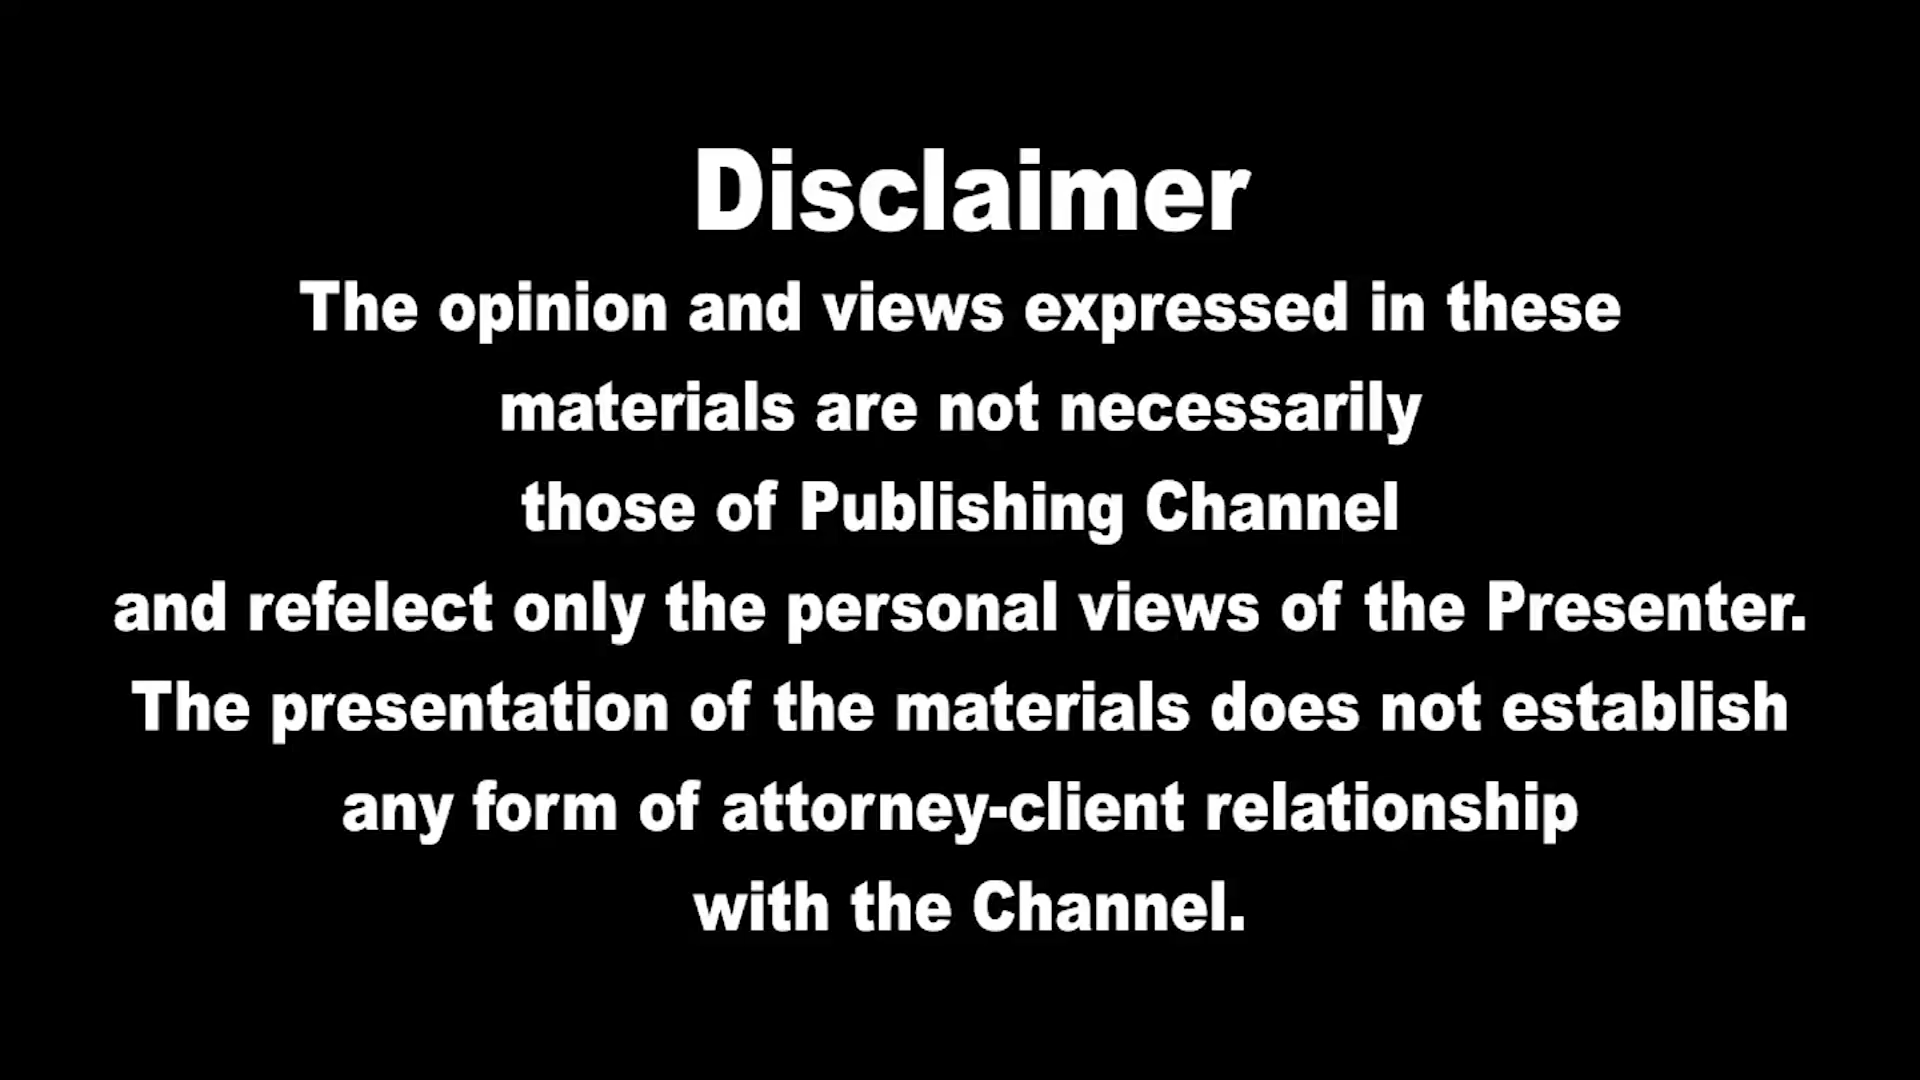 Disclaimer
The opinion and views expressed in these
materials are not necessarily
those of Publishing Channel
and refelect only the personal views of the Presenter.
The presentation of the materials does not establish
any form of attorney-client relationship
with the Channel.